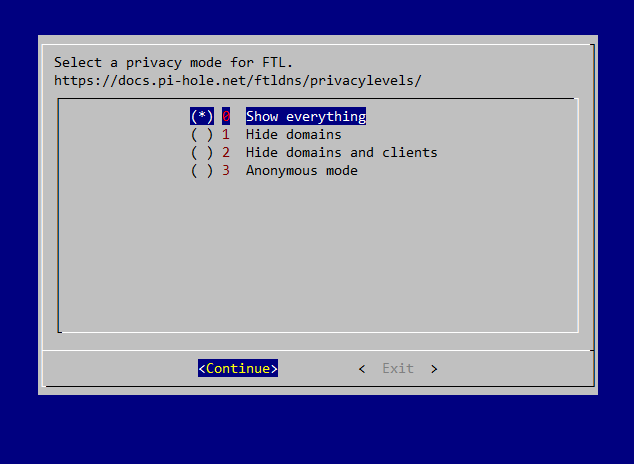 Select a privacy mode for FTL.
https://docs.pi-hole.net/ftldns/privacylevels/
(*) 0 Show everything
( ) 1 Hide domains
( ) 2 Hide domains and clients
( ) 3 Anonymous mode
<Continue> < Exit >